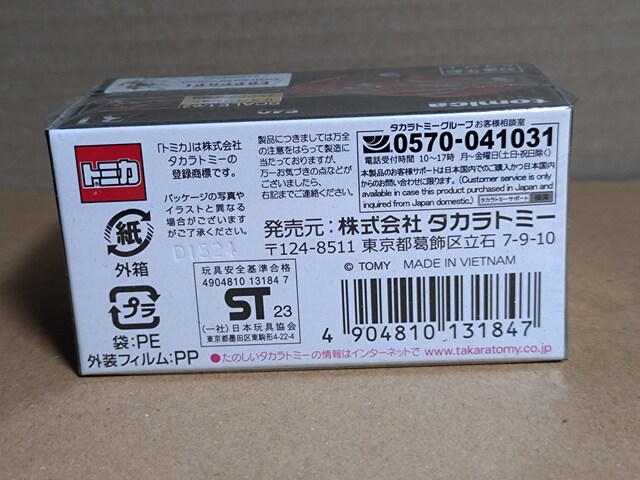 tomica
トミカ
「トミカ」は株式会社
タカラトミーの
登録商標です。
パッケージの写真や
イラストと異なる
場合がございますが
ご了承ください。
製品につきましては万全
の注意をはらって製造に
当たっておりますが、
万一お気づきの点などが
ございましたら、
右記までご連絡ください。
タカラトミーグループ お客様相談室
0570-041031
電話受付時間 10〜17時 月〜金曜日(土日・祝日除く)
本製品のお客様サポートは日本国内でのご購入かつ日本国内
からのお問い合わせに限ります。(Customer service is only
available in case this product purchased in Japan and
inquired from Japan domestic.)
タカラトミーサポート 検索
発売元：株式会社 タカラトミー
〒124-8511 東京都葛飾区立石 7-9-10
© TOMY MADE IN VIETNAM
紙
外箱
プラ
袋：PE
外装フィルム：PP
玩具安全基準合格
4904810 13184 7
ST 23
(一社)日本玩具協会
東京都墨田区東駒形4-22-4
4 904810 131847
●たのしいタカラトミーの情報はインターネットで www.takaratomy.co.jp